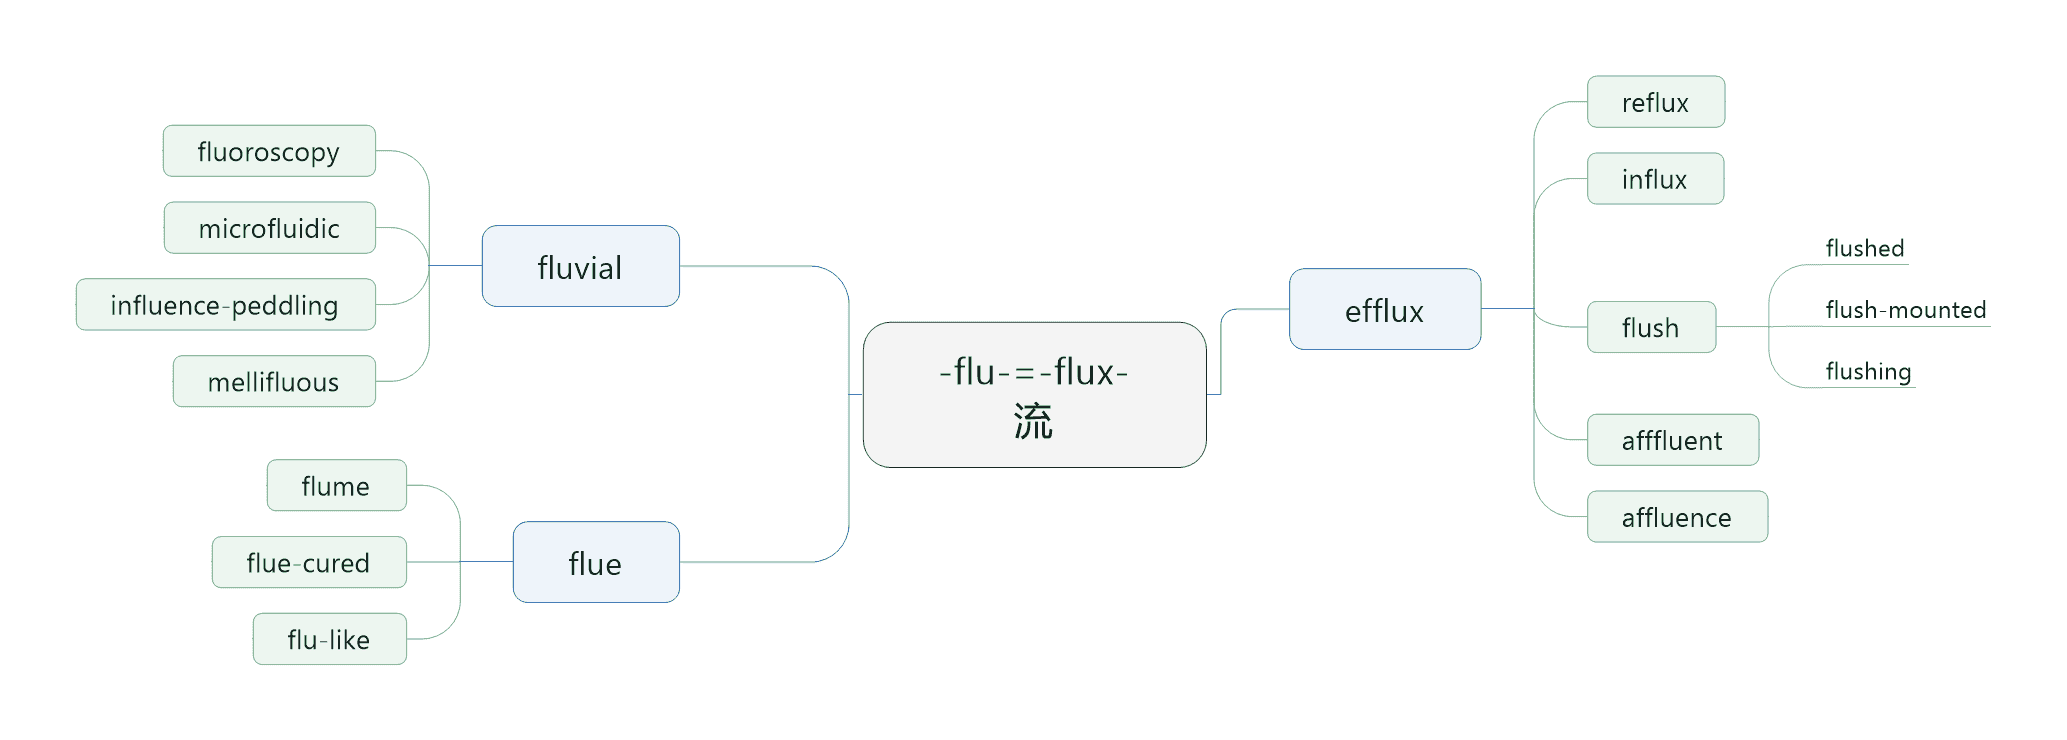 -flu-=-flux-
流
efflux
reflux
influx
flush
flushed
flush-mounted
flushing
afffluent
affluence
fluvial
fluoroscopy
microfluidic
influence-peddling
mellifluous
flue
flume
flue-cured
flu-like